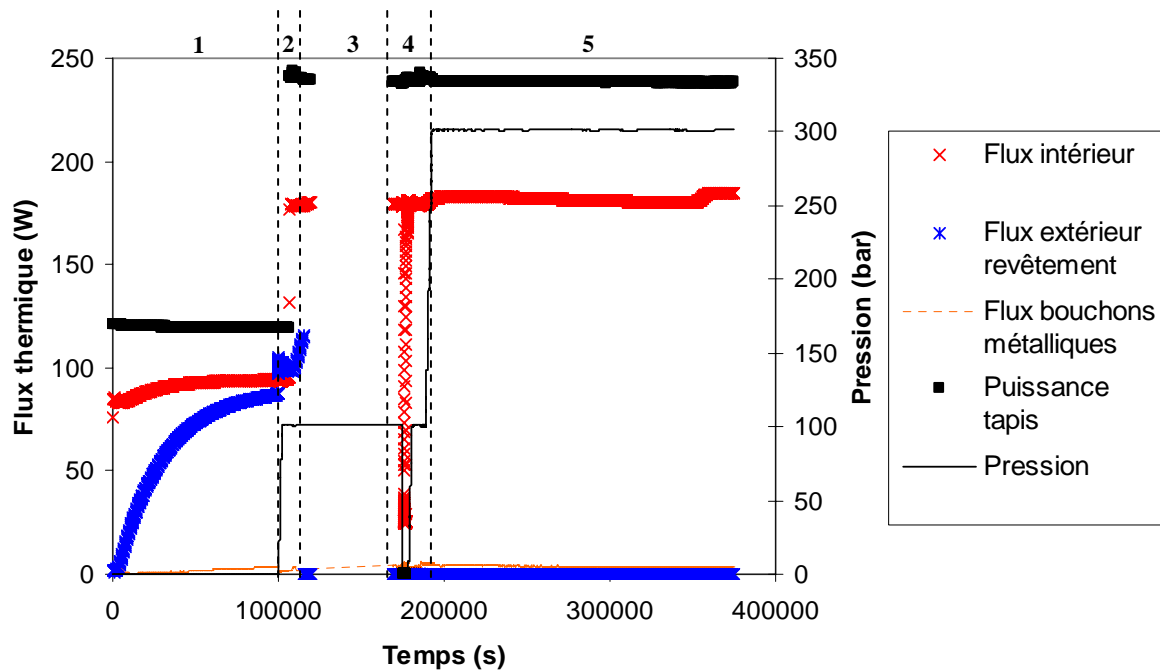 1 2 3 4 5
250
200
150
100
50
0
Flux thermique (W)
350
300
250
200
150
100
50
0
Pression (bar)
0 100000 200000 300000 400000
Temps (s)
Flux intérieur
Flux extérieur
revêtement
Flux bouchons
métalliques
Puissance
tapis
Pression